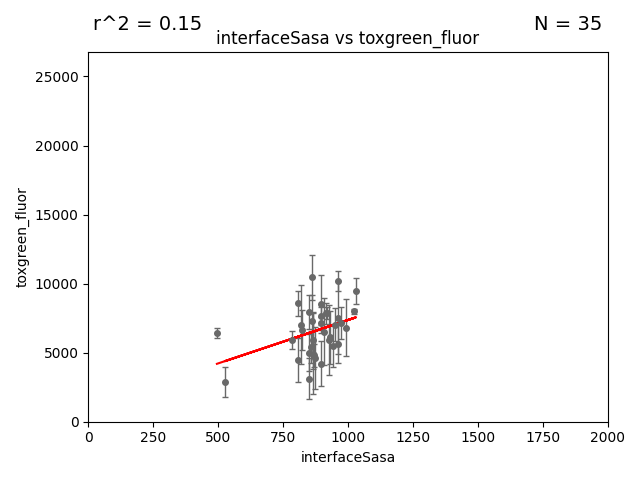 r^2 = 0.15
N = 35
interfaceSasa vs toxgreen_fluor
25000
20000
15000
10000
5000
0
toxgreen_fluor
0 250 500 750 1000 1250 1500 1750 2000
interfaceSasa